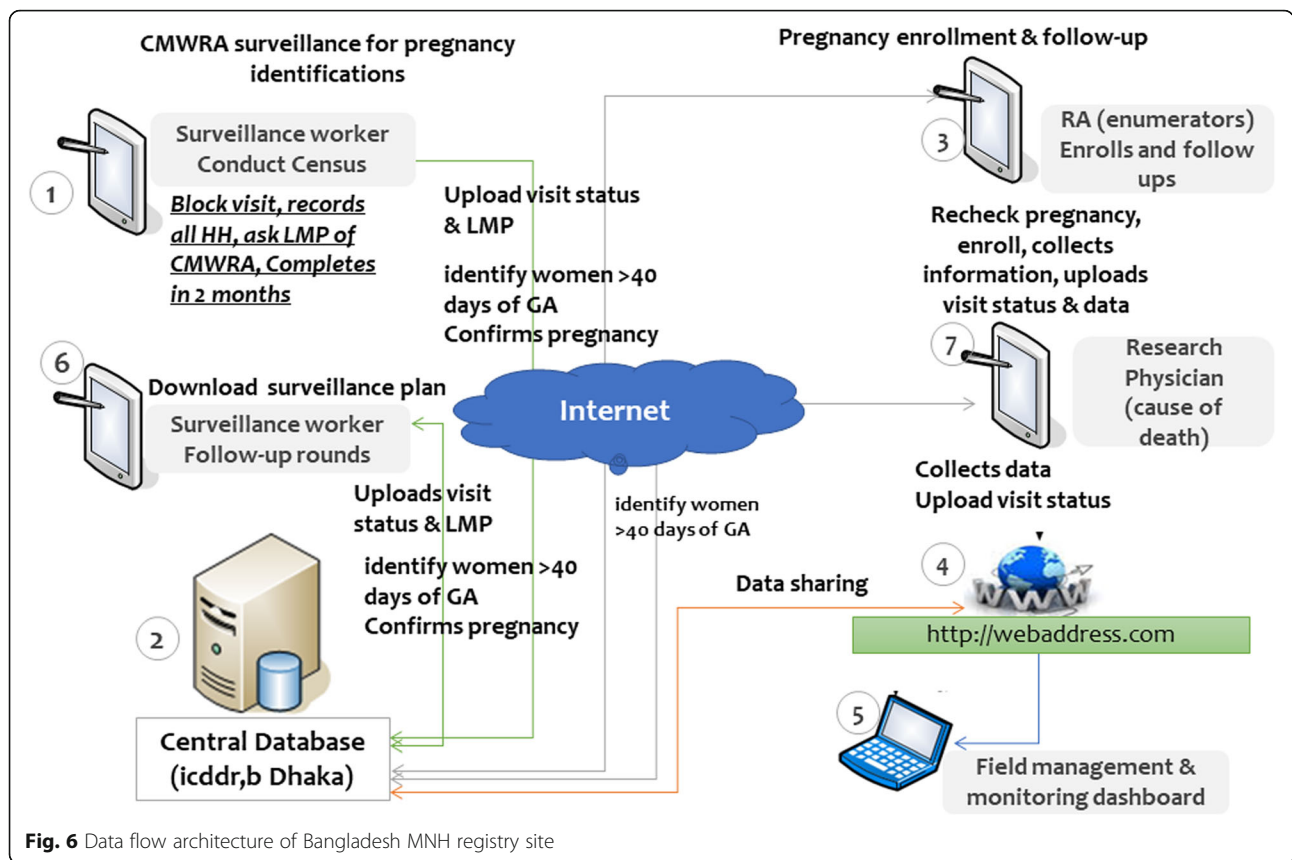 CMWRA surveillance for pregnancy
identifications
1
Surveillance worker
Conduct Census
Block visit, records
all HH, ask LMP of
CMWRA, Completes
in 2 months
Upload visit status
& LMP
identify women >40
days of GA
Confirms pregnancy
Pregnancy enrollment & follow-up
3
RA (enumerators)
Enrolls and follow
ups
Recheck pregnancy,
enroll, collects
information, uploads
visit status & data
6
Download surveillance plan
Surveillance worker
Follow-up rounds
Internet
7
Research
Physician
(cause of
death)
Collects data
Upload visit status
Uploads visit
status & LMP
identify women >40
days of GA
Confirms pregnancy
identify women
>40 days of GA
2
Central Database
(icddr,b Dhaka)
Data sharing
4
WWW
http://webaddress.com
5
Field management &
monitoring dashboard
Fig. 6 Data flow architecture of Bangladesh MNH registry site